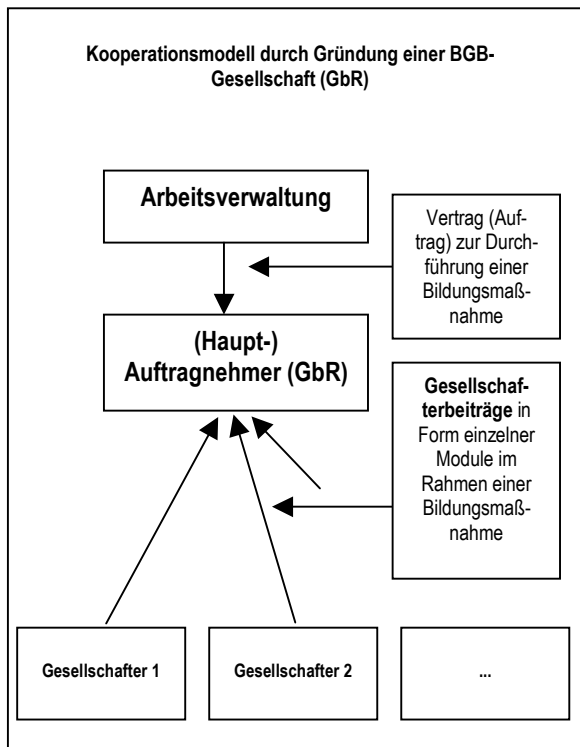 Kooperationsmodell durch Gründung einer BGB-
Gesellschaft (GbR)
Arbeitsverwaltung
Vertrag (Auf-
trag) zur Durch-
führung einer
Bildungsmaß-
nahme
(Haupt-)
Auftragnehmer (GbR)
Gesellschaf-
terbeiträge in
Form einzelner
Module im
Rahmen einer
Bildungsmaß-
nahme
Gesellschafter 1
Gesellschafter 2
...